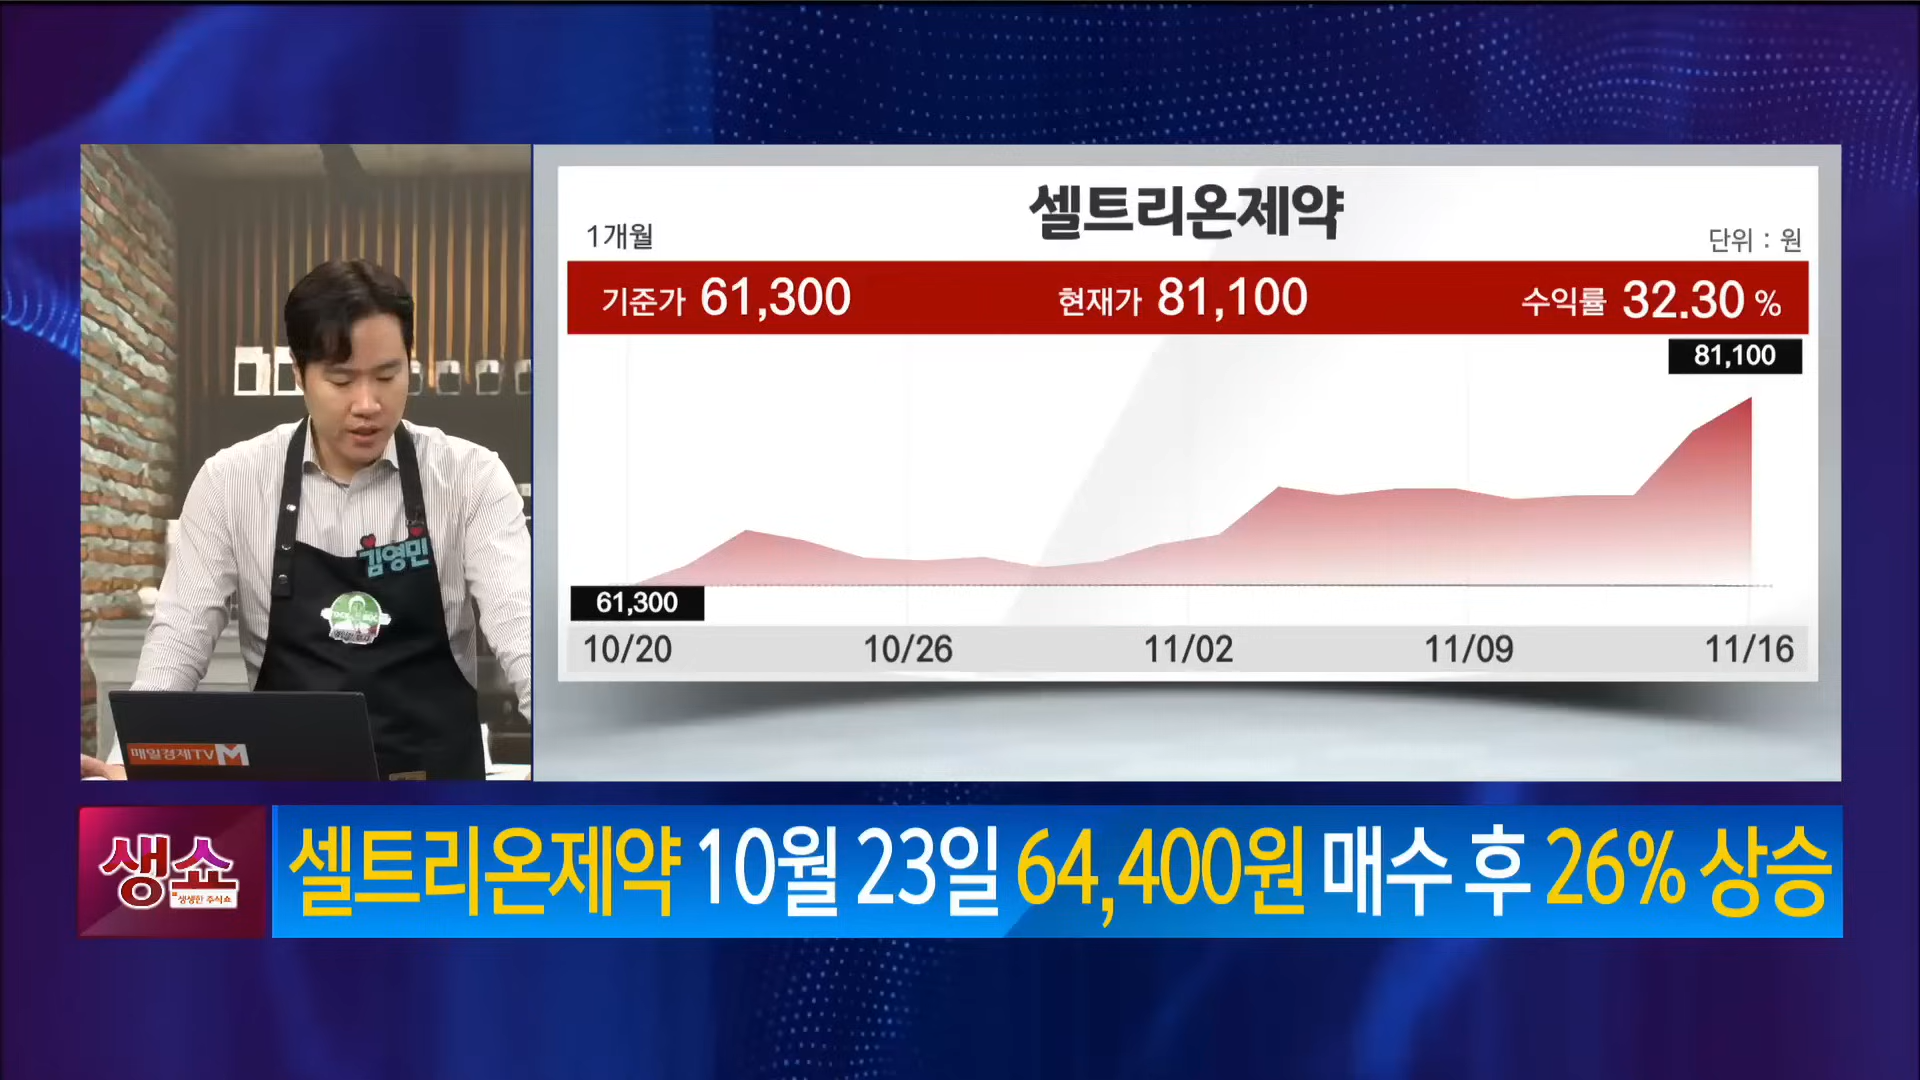 셀트리온제약
1개월
단위 : 원
기준가 61,300 현재가 81,100 수익률 32.30 %
81,100
61,300
10/20 10/26 11/02 11/09 11/16
김영민
매일경제TV M
생쇼
생생한 주식쇼
셀트리온제약 10월 23일 64,400원 매수 후 26% 상승